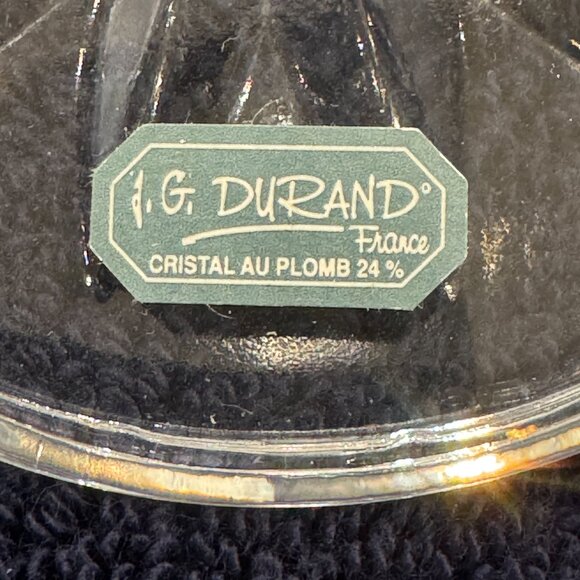 J. G. DURAND®
France
CRISTAL AU PLOMB 24 %